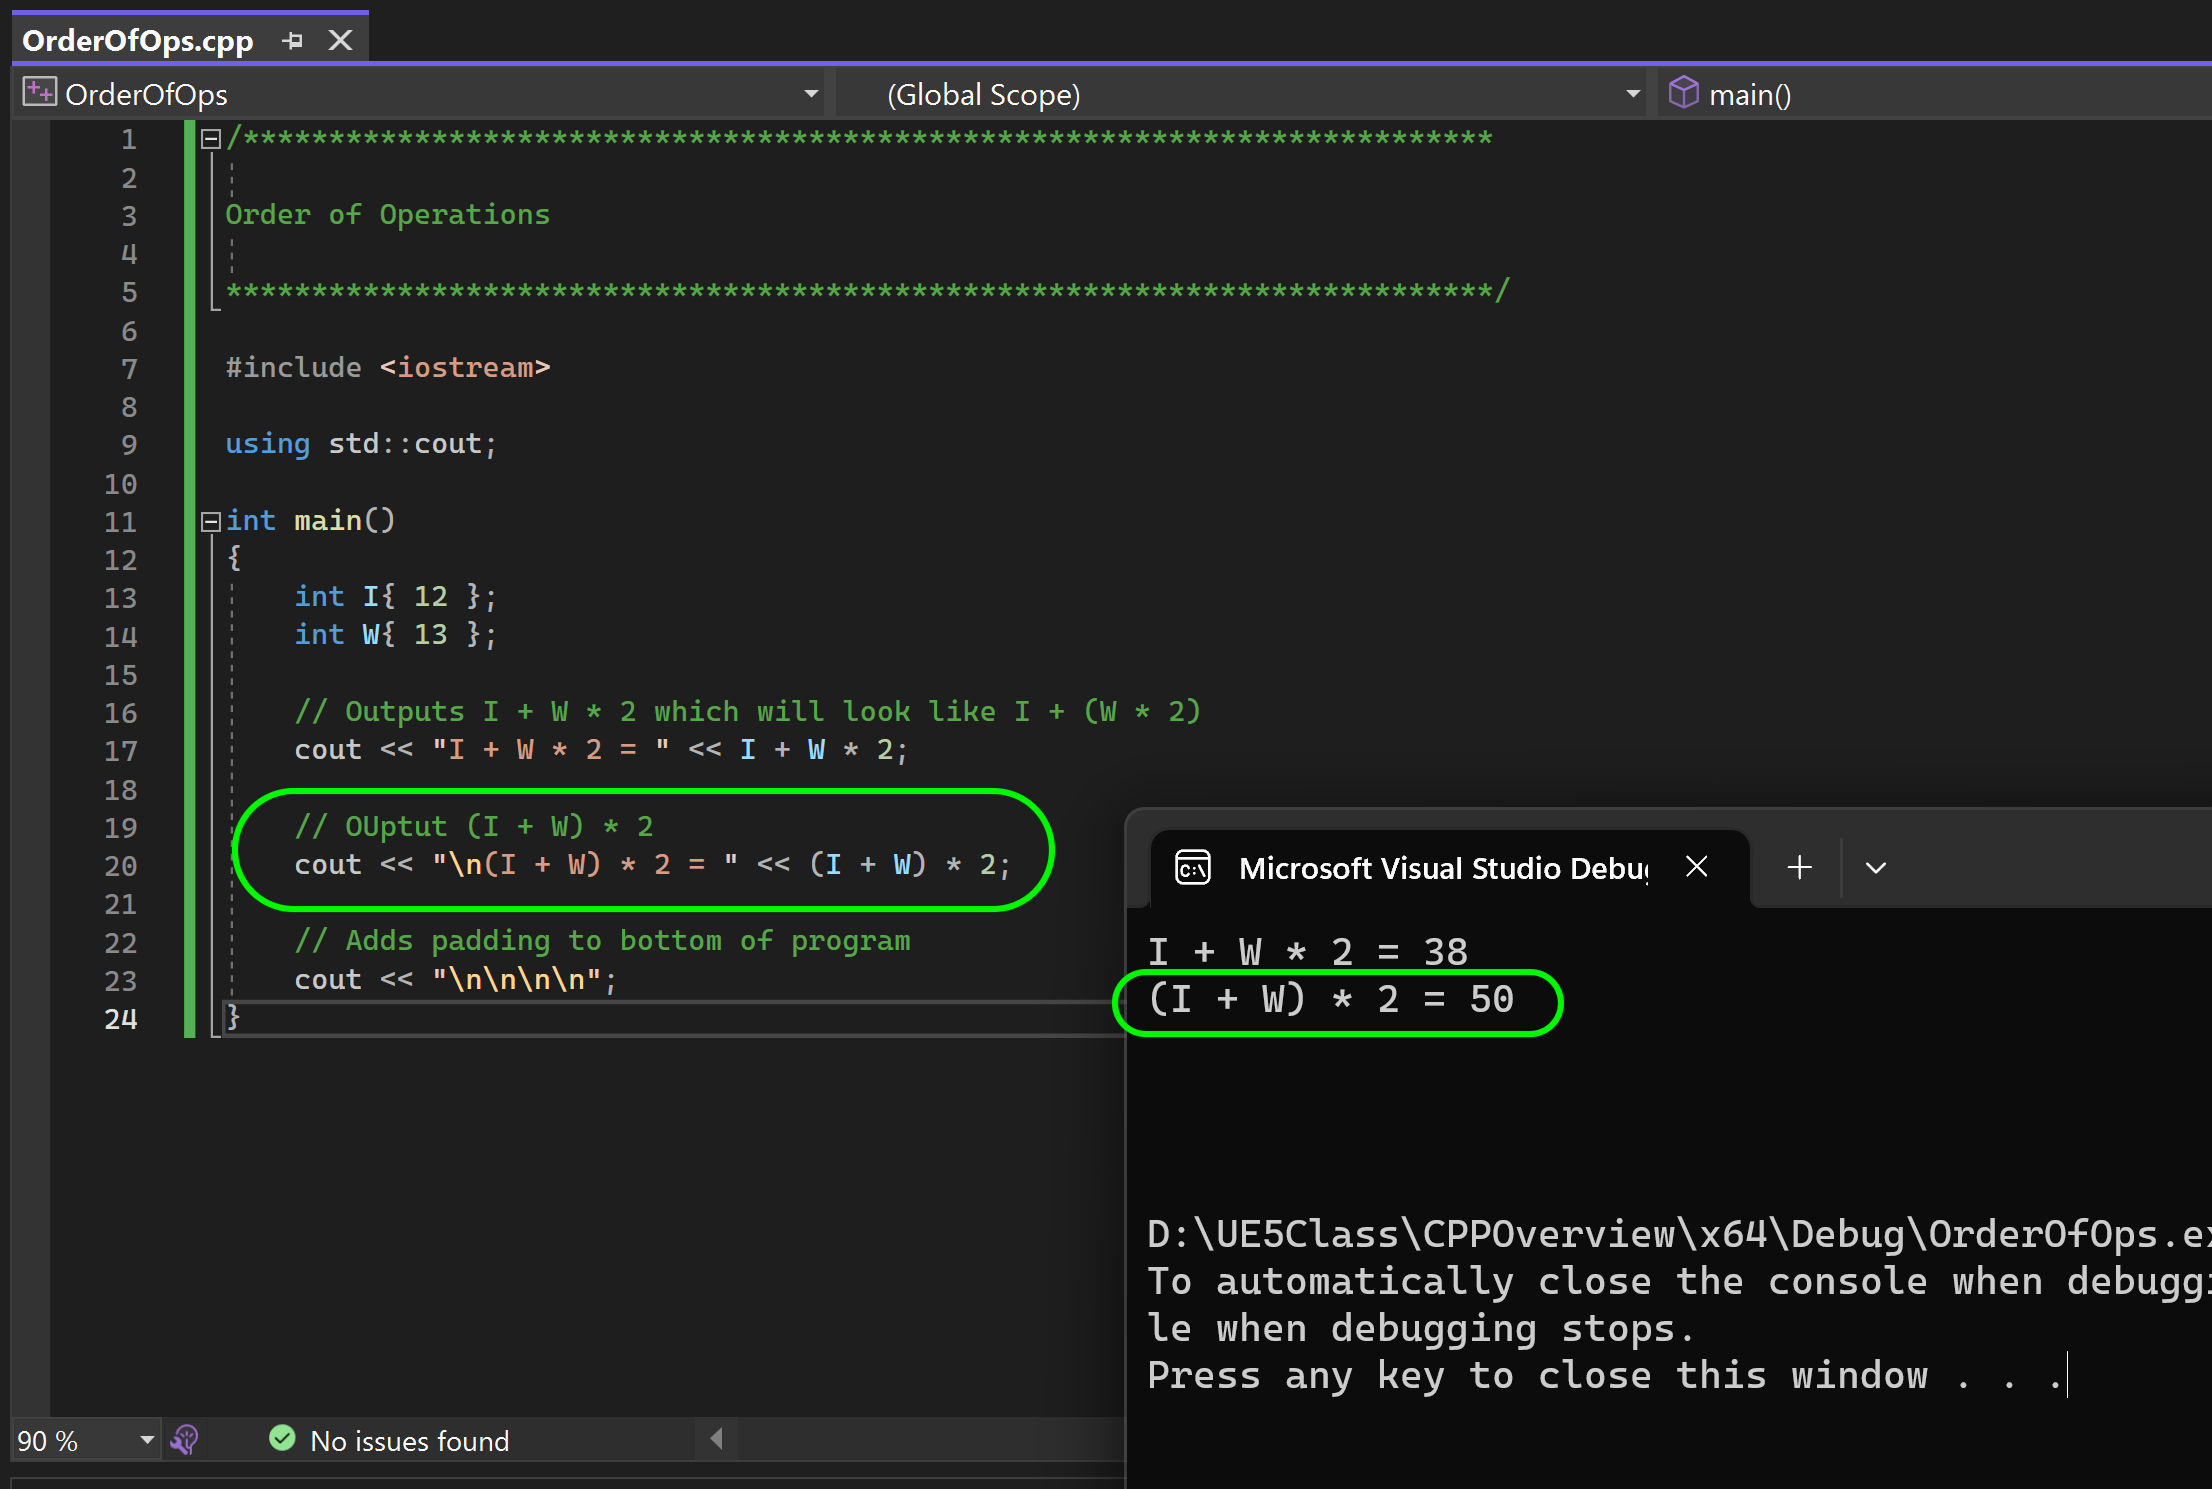 OrderOfOps.cpp
OrderOfOps (Global Scope) main()
1 /*************************************************************************
2
3 Order of Operations
4
5 **************************************************************************/
6
7 #include <iostream>
8
9 using std::cout;
10
11 int main()
12 {
13 int I{ 12 };
14 int W{ 13 };
15
16 // Outputs I + W * 2 which will look like I + (W * 2)
17 cout << "I + W * 2 = " << I + W * 2;
18
19 // OUptut (I + W) * 2
20 cout << "\n(I + W) * 2 = " << (I + W) * 2;
21
22 // Adds padding to bottom of program
23 cout << "\n\n\n\n";
24 }
90 % No issues found
Microsoft Visual Studio Debu
I + W * 2 = 38
(I + W) * 2 = 50
D:\UE5Class\CPPOverview\x64\Debug\OrderOfOps.ex
To automatically close the console when debuggi
le when debugging stops.
Press any key to close this window . . .